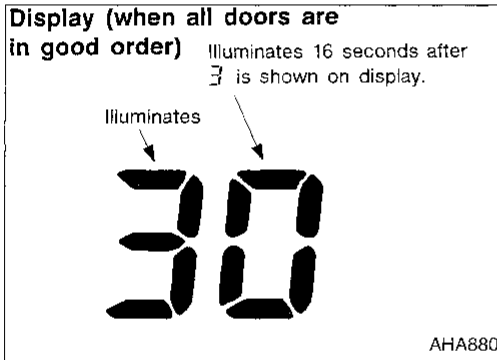 Display (when all doors are
in good order)
Illuminates 16 seconds after
3 is shown on display.
Illuminates
30
AHA880